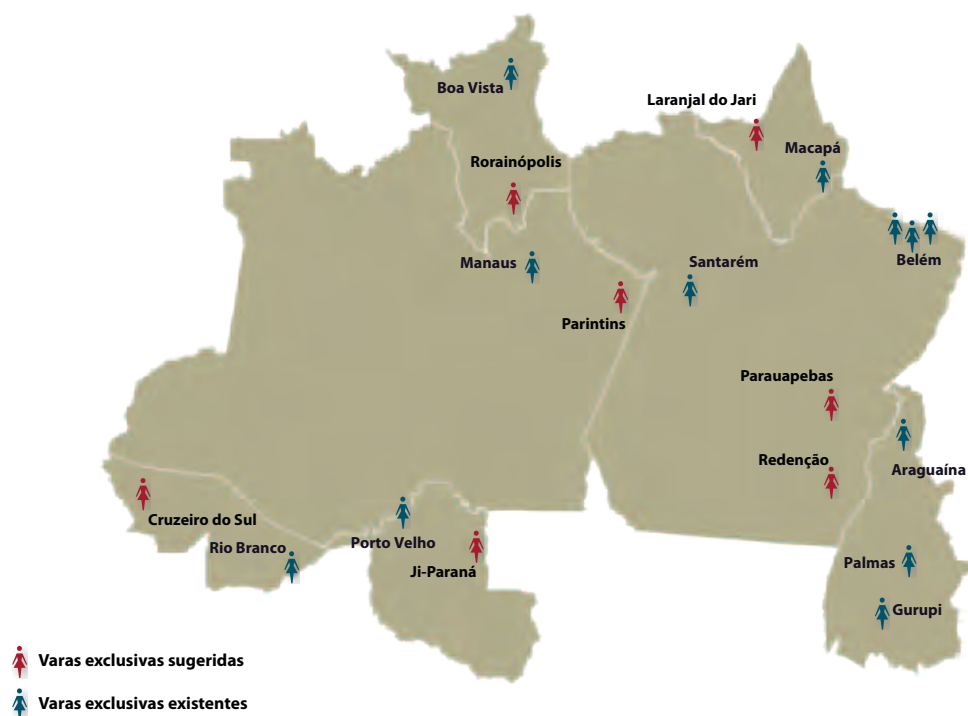 Boa Vista
Laranjal do Jari
Macapá
Rorainópolis
Manaus
Santarém
Belém
Parintins
Parauapebas
Redenção
Araguaína
Cruzeiro do Sul
Rio Branco
Porto Velho
Ji-Paraná
Palmas
Gurupi
Varas exclusivas sugeridas
Varas exclusivas existentes